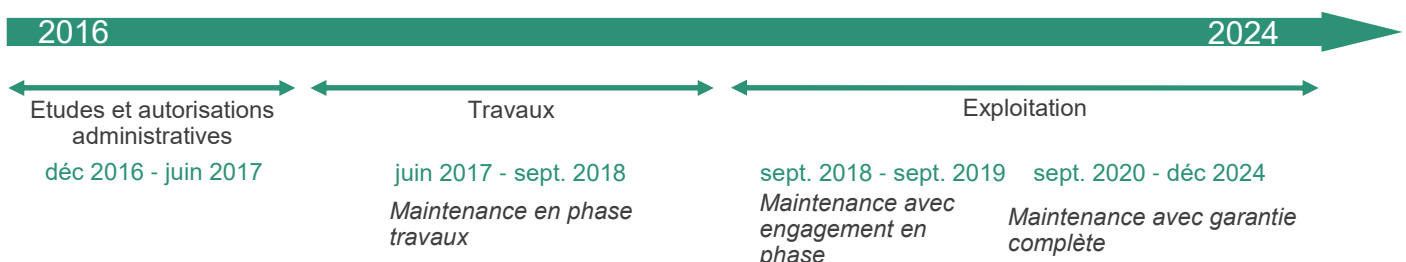 2016
2024
Etudes et autorisations
administratives
déc 2016 - juin 2017
Travaux
juin 2017 - sept. 2018
Maintenance en phase
travaux
Exploitation
sept. 2018 - sept. 2019
Maintenance avec
engagement en
phase
sept. 2020 - déc 2024
Maintenance avec garantie
complète